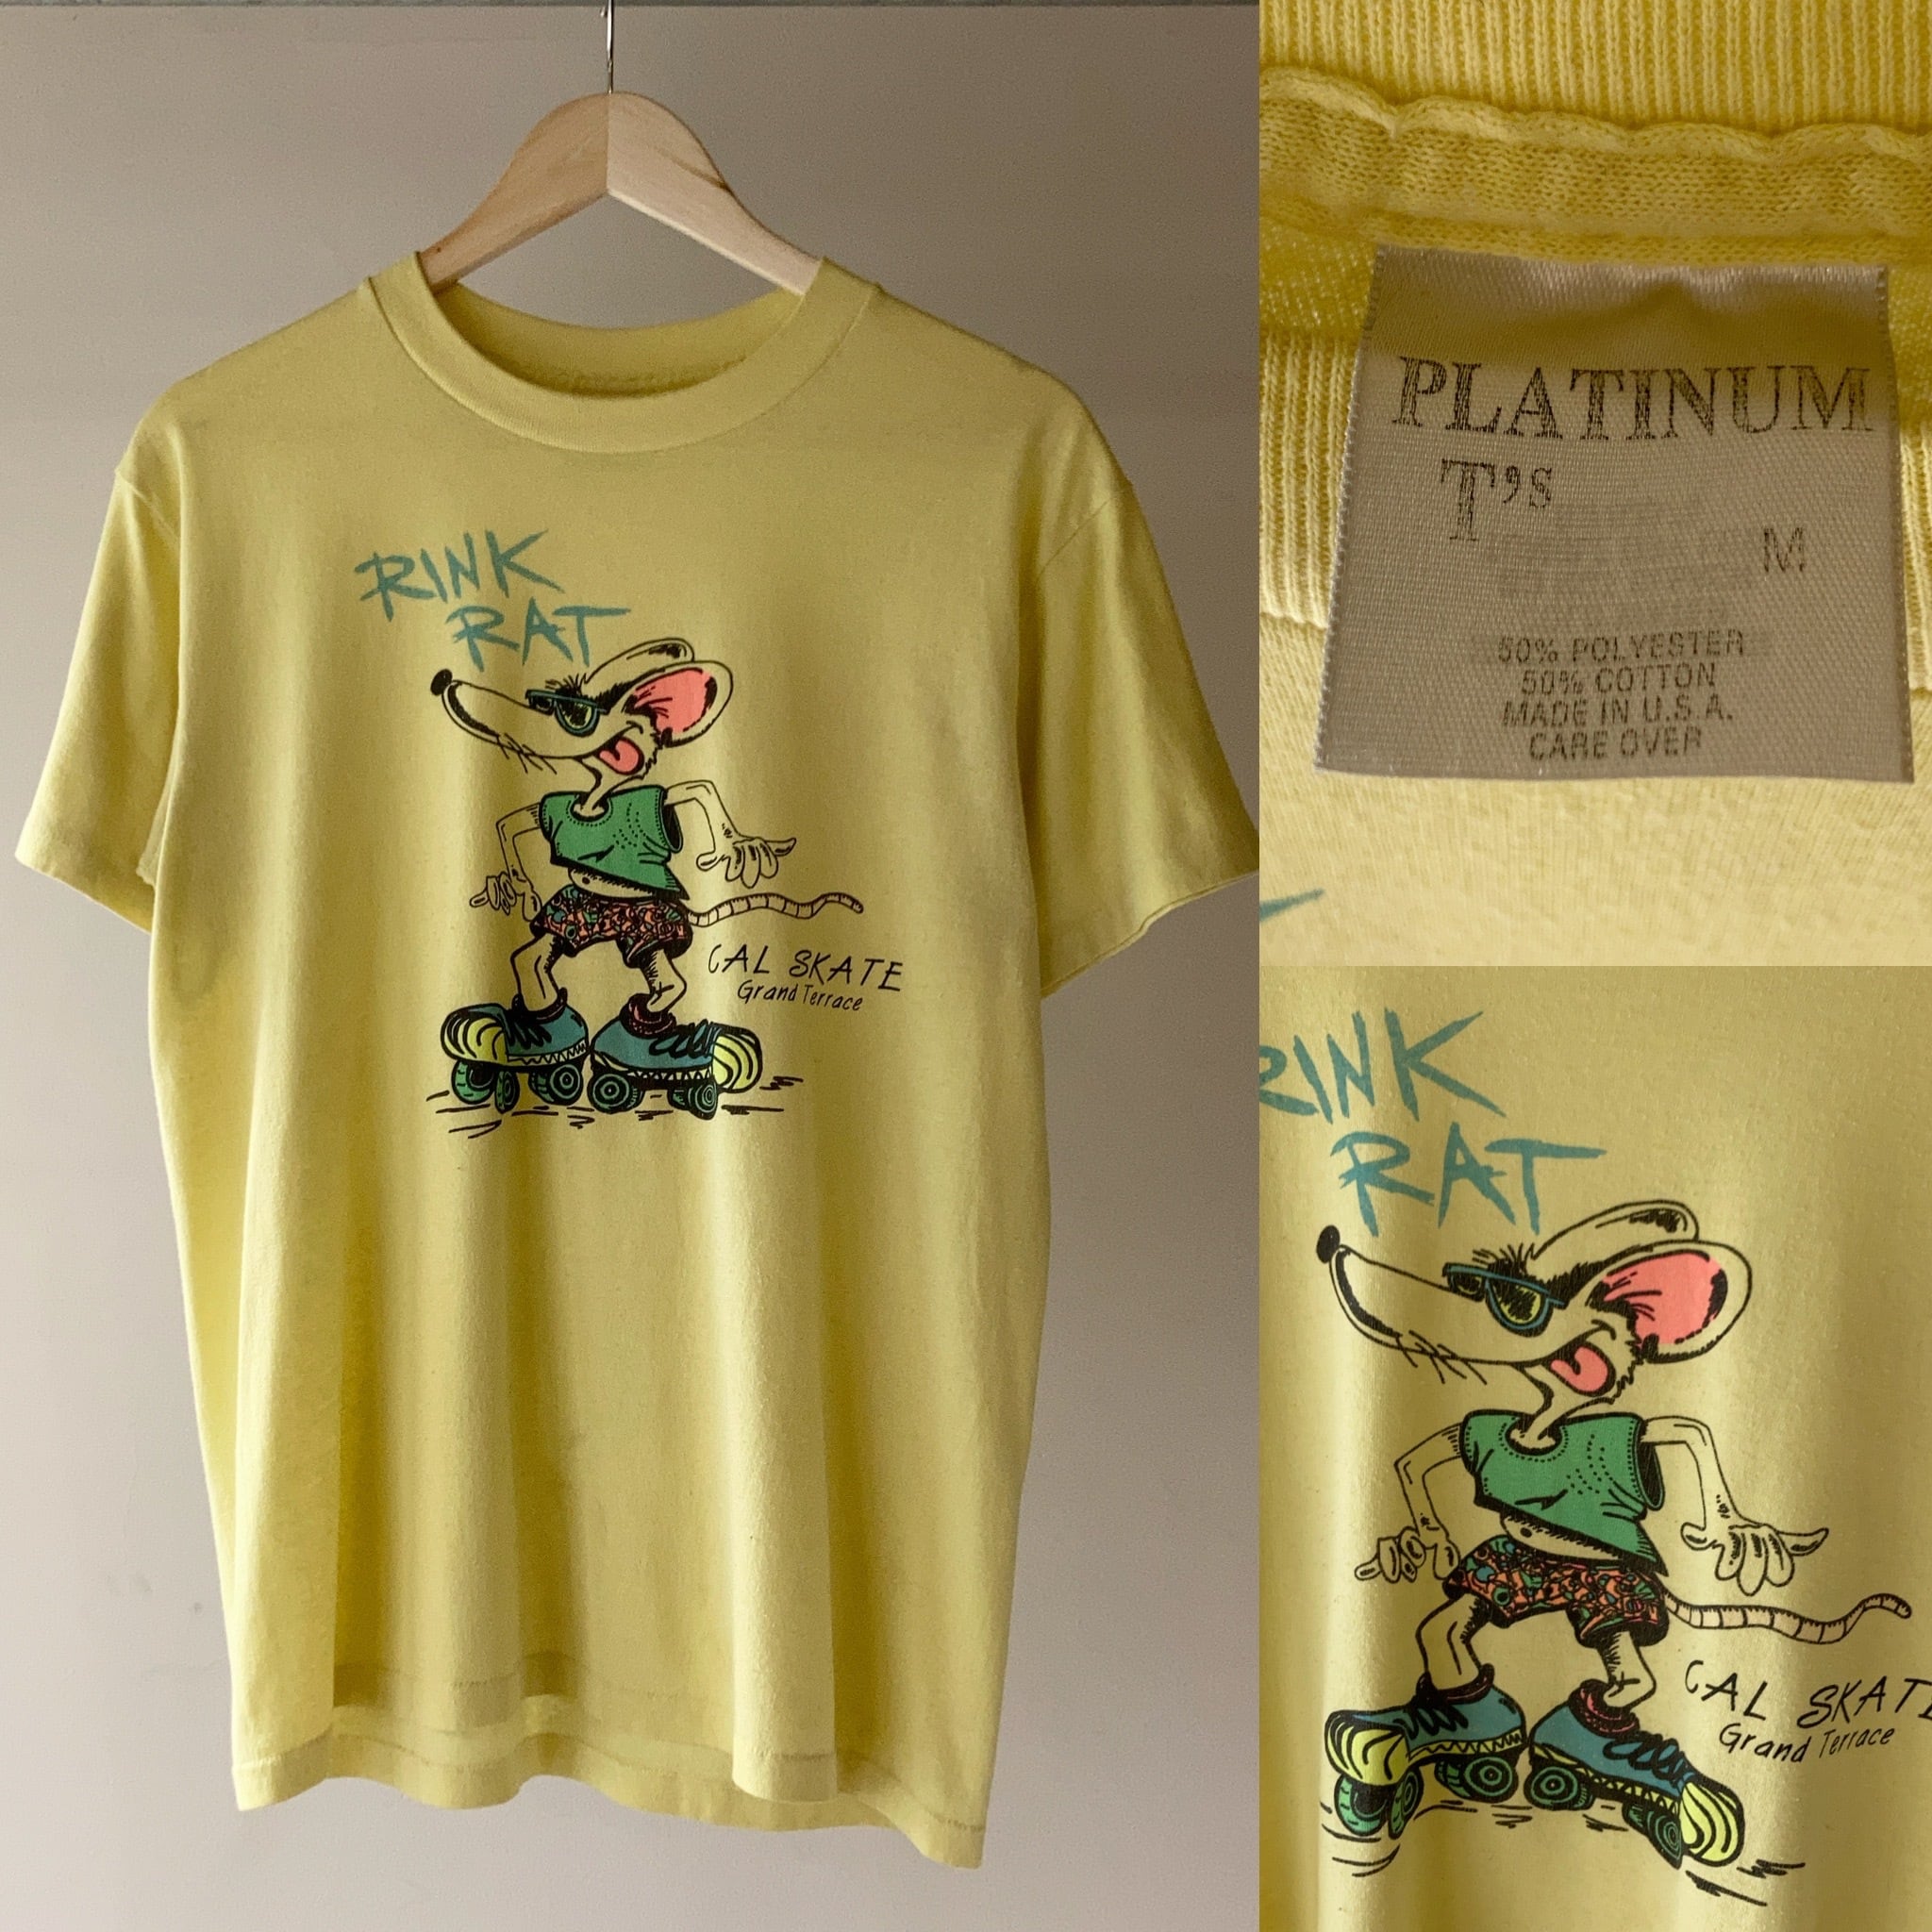 RINK
RAT
CAL SKATE
Grand Terrace
PLATINUM
T's
M
50% POLYESTER
50% COTTON
MADE IN U.S.A.
CARE OVER
RINK
RAT
CAL SKATE
Grand Terrace